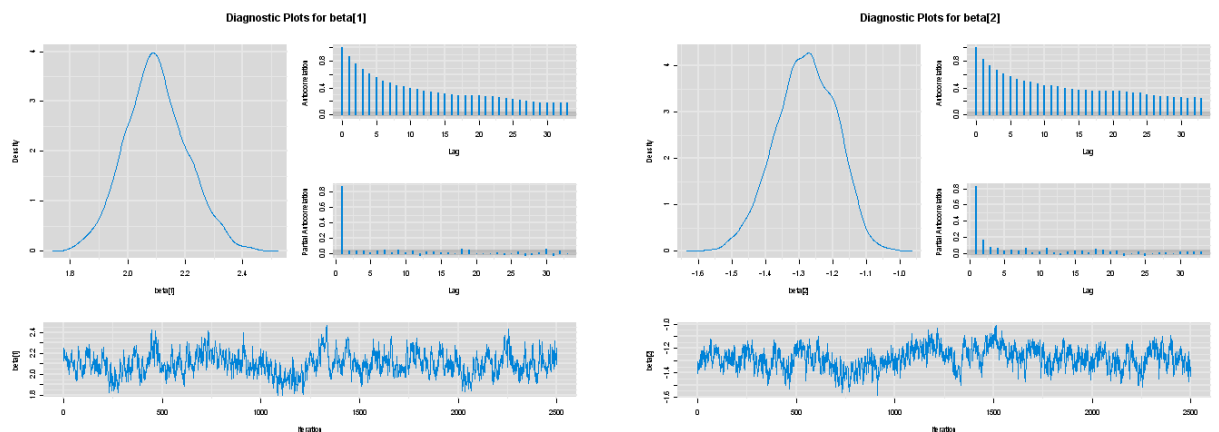 Diagnostic Plots for beta[1]
Density
0 1 2 3 4
1.8 2.0 2.2 2.4
beta[1]
Autocorrelation
0.0 0.4 0.8
0 5 10 15 20 25 30
Lag
Partial Autocorrelation
0.0 0.2 0.4 0.8
0 5 10 15 20 25 30
Lag
beta[1]
1.8 2.0 2.2 2.4
0 500 1000 1500 2000 2500
Iteration
Diagnostic Plots for beta[2]
Density
0 1 2 3 4
-1.6 -1.5 -1.4 -1.3 -1.2 -1.1 -1.0
beta[2]
Autocorrelation
0.0 0.4 0.8
0 5 10 15 20 25 30
Lag
Partial Autocorrelation
0.0 0.2 0.4 0.8
0 5 10 15 20 25 30
Lag
beta[2]
-1.6 -1.4 -1.2 -1.0
0 500 1000 1500 2000 2500
Iteration